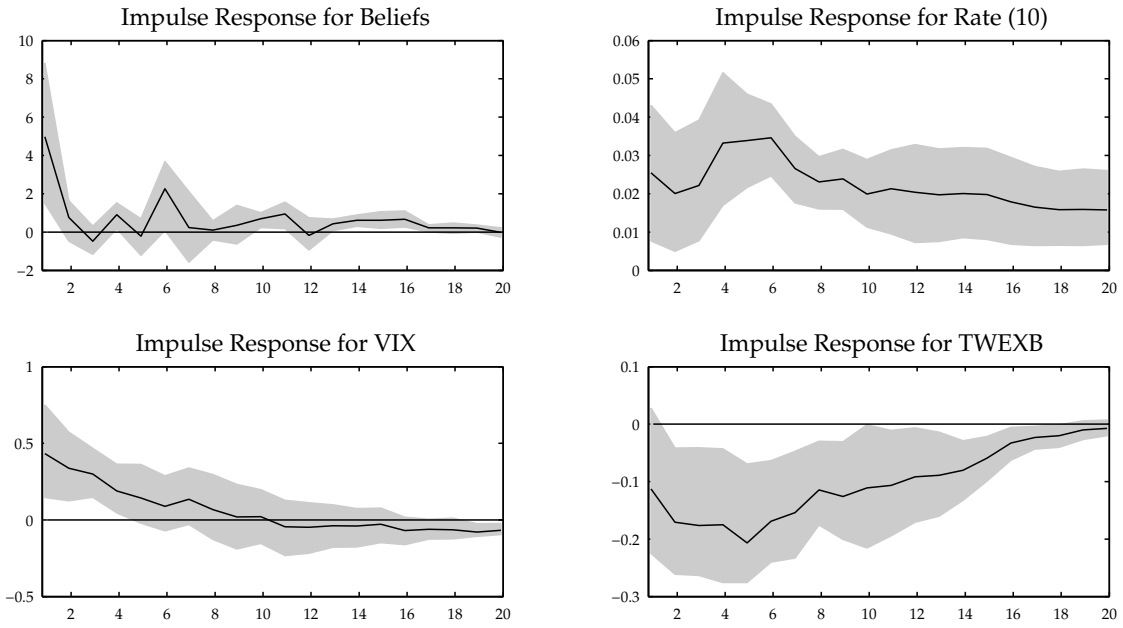 Impulse Response for Beliefs
10
8
6
4
2
0
−2
2 4 6 8 10 12 14 16 18 20
Impulse Response for Rate (10)
0.06
0.05
0.04
0.03
0.02
0.01
0
2 4 6 8 10 12 14 16 18 20
Impulse Response for VIX
1
0.5
0
−0.5
2 4 6 8 10 12 14 16 18 20
Impulse Response for TWEXB
0.1
0
−0.1
−0.2
−0.3
2 4 6 8 10 12 14 16 18 20